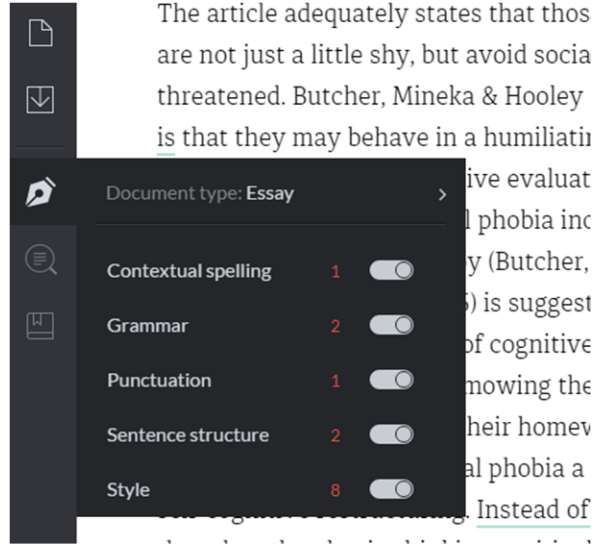 The article adequately states that thos
are not just a little shy, but avoid socia
threatened. Butcher, Mineka & Hooley
is that they may behave in a humiliatin
Document type: Essay
ive evaluat
l phobia inc
Contextual spelling 1
y (Butcher,
) is suggest
Grammar 2
of cognitive
Punctuation 1
mowing the
Sentence structure 2
heir homew
al phobia a
Style 8
Instead of